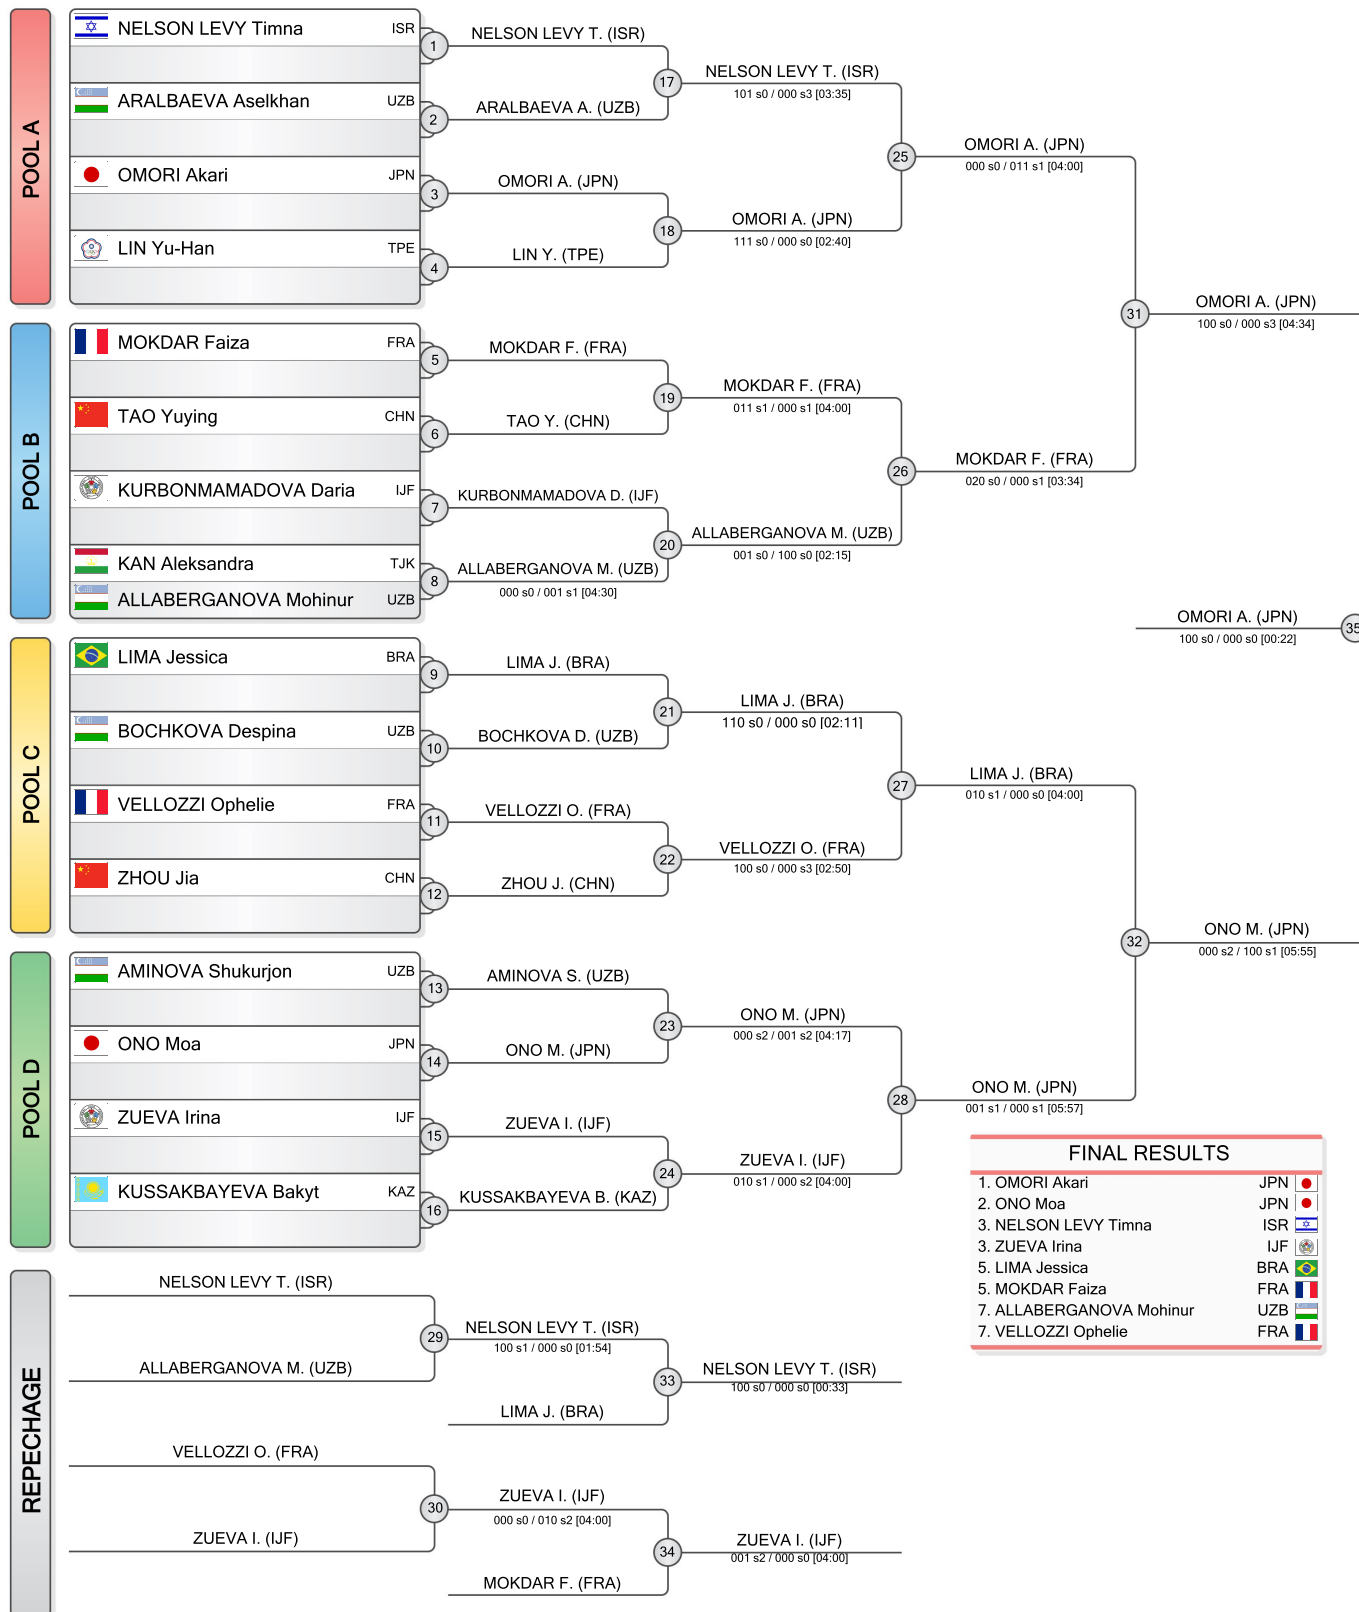 POOL A
NELSON LEVY Timna ISR
ARALBAEVA Aselkhan UZB
OMORI Akari JPN
LIN Yu-Han TPE
1
2
3
4
NELSON LEVY T. (ISR)
ARALBAEVA A. (UZB)
OMORI A. (JPN)
LIN Y. (TPE)
17
18
NELSON LEVY T. (ISR)
101 s0 / 000 s3 [03:35]
OMORI A. (JPN)
111 s0 / 000 s0 [02:40]
25
OMORI A. (JPN)
000 s0 / 011 s1 [04:00]
POOL B
MOKDAR Faiza FRA
TAO Yuying CHN
KURBONMAMADOVA Daria IJF
KAN Aleksandra TJK
ALLABERGANOVA Mohinur UZB
5
6
7
8
MOKDAR F. (FRA)
TAO Y. (CHN)
KURBONMAMADOVA D. (IJF)
ALLABERGANOVA M. (UZB)
000 s0 / 001 s1 [04:30]
19
20
MOKDAR F. (FRA)
011 s1 / 000 s1 [04:00]
ALLABERGANOVA M. (UZB)
001 s0 / 100 s0 [02:15]
26
MOKDAR F. (FRA)
020 s0 / 000 s1 [03:34]
31
OMORI A. (JPN)
100 s0 / 000 s3 [04:34]
OMORI A. (JPN)
100 s0 / 000 s0 [00:22]
35
POOL C
LIMA Jessica BRA
BOCHKOVA Despina UZB
VELLOZZI Ophelie FRA
ZHOU Jia CHN
9
10
11
12
LIMA J. (BRA)
BOCHKOVA D. (UZB)
VELLOZZI O. (FRA)
ZHOU J. (CHN)
21
22
LIMA J. (BRA)
110 s0 / 000 s0 [02:11]
VELLOZZI O. (FRA)
100 s0 / 000 s3 [02:50]
27
LIMA J. (BRA)
010 s1 / 000 s0 [04:00]
POOL D
AMINOVA Shukurjon UZB
ONO Moa JPN
ZUEVA Irina IJF
KUSSAKBAYEVA Bakyt KAZ
13
14
15
16
AMINOVA S. (UZB)
ONO M. (JPN)
ZUEVA I. (IJF)
KUSSAKBAYEVA B. (KAZ)
23
24
ONO M. (JPN)
000 s2 / 001 s2 [04:17]
ZUEVA I. (IJF)
010 s1 / 000 s2 [04:00]
28
ONO M. (JPN)
001 s1 / 000 s1 [05:57]
32
ONO M. (JPN)
000 s2 / 100 s1 [05:55]
FINAL RESULTS
1. OMORI Akari JPN
2. ONO Moa JPN
3. NELSON LEVY Timna ISR
3. ZUEVA Irina IJF
5. LIMA Jessica BRA
5. MOKDAR Faiza FRA
7. ALLABERGANOVA Mohinur UZB
7. VELLOZZI Ophelie FRA
REPECHAGE
NELSON LEVY T. (ISR)
ALLABERGANOVA M. (UZB)
29
NELSON LEVY T. (ISR)
100 s1 / 000 s0 [01:54]
LIMA J. (BRA)
33
NELSON LEVY T. (ISR)
100 s0 / 000 s0 [00:33]
VELLOZZI O. (FRA)
ZUEVA I. (IJF)
30
ZUEVA I. (IJF)
000 s0 / 010 s2 [04:00]
MOKDAR F. (FRA)
34
ZUEVA I. (IJF)
001 s2 / 000 s0 [04:00]